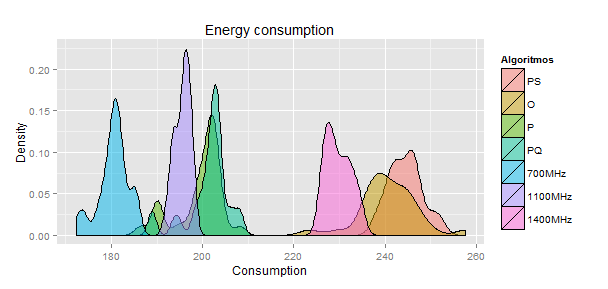 Energy consumption
Density
0.20
0.15
0.10
0.05
0.00
180
200
220
240
260
Consumption
Algoritmos
PS
O
P
PQ
700MHz
1100MHz
1400MHz